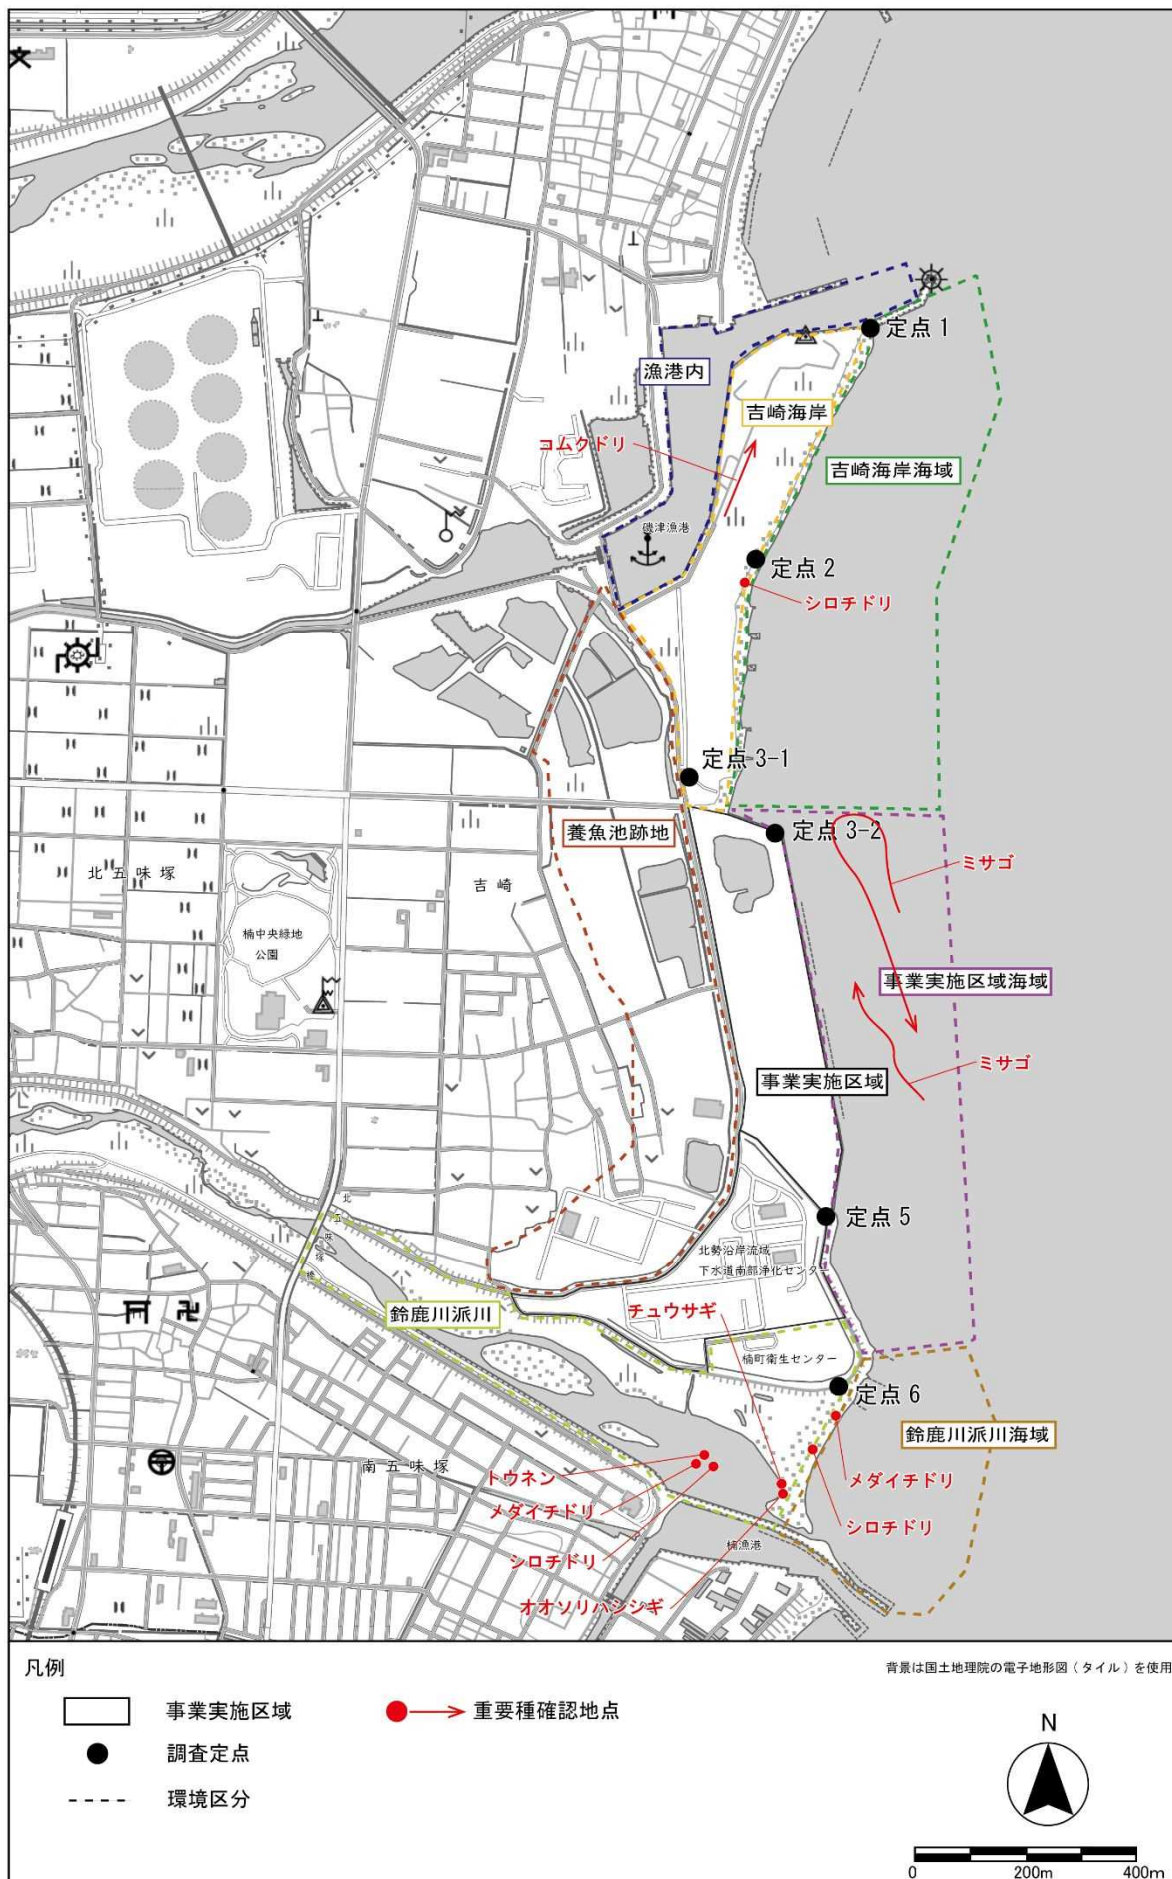 定点 1
漁港内
吉崎海岸
コムクドリ
吉崎海岸海域
磯津漁港
定点 2
シロチドリ
定点 3-1
養魚池跡地
定点 3-2
ミサゴ
北五味塚
吉崎
楠中央緑地
公園
事業実施区域海域
ミサゴ
事業実施区域
北五味塚橋
定点 5
北勢沿岸流域
下水道南部浄化センター
鈴鹿川派川
チュウサギ
楠町衛生センター
定点 6
鈴鹿川派川海域
南五味塚
トウネン
メダイチドリ
メダイチドリ
シロチドリ
シロチドリ
楠漁港
オオソリハシシギ
凡例
背景は国土地理院の電子地形図(タイル)を使用
事業実施区域
重要種確認地点
調査定点
環境区分
N
0 200m 400m